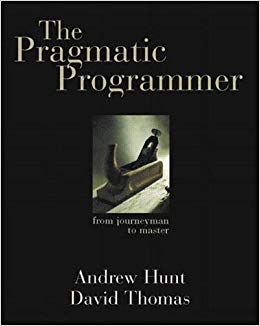 The
Pragmatic
Programmer
from journeyman
to master
Andrew Hunt
David Thomas